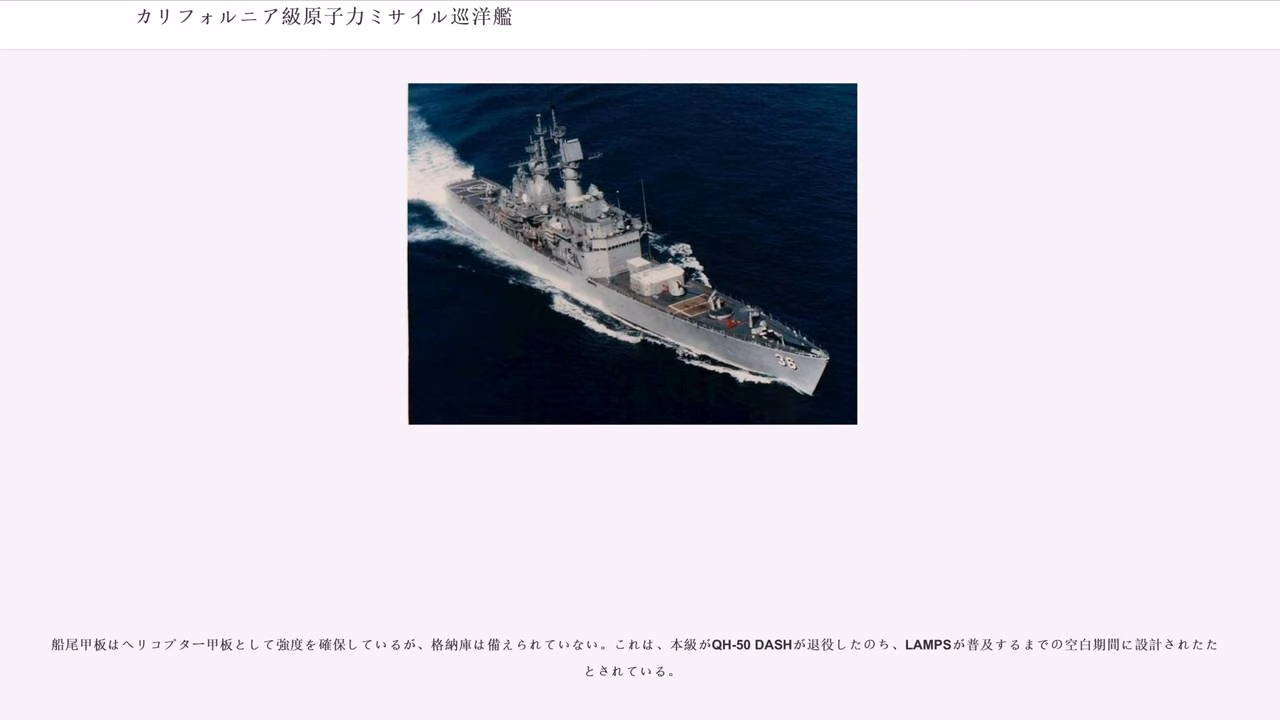 カリフォルニア級原子力ミサイル巡洋艦
36
船尾甲板はヘリコプター甲板として強度を確保しているが、格納庫は備えられていない。これは、本級がQH-50 DASHが退役したのち、LAMPSが普及するまでの空白期間に設計されたた
とされている。